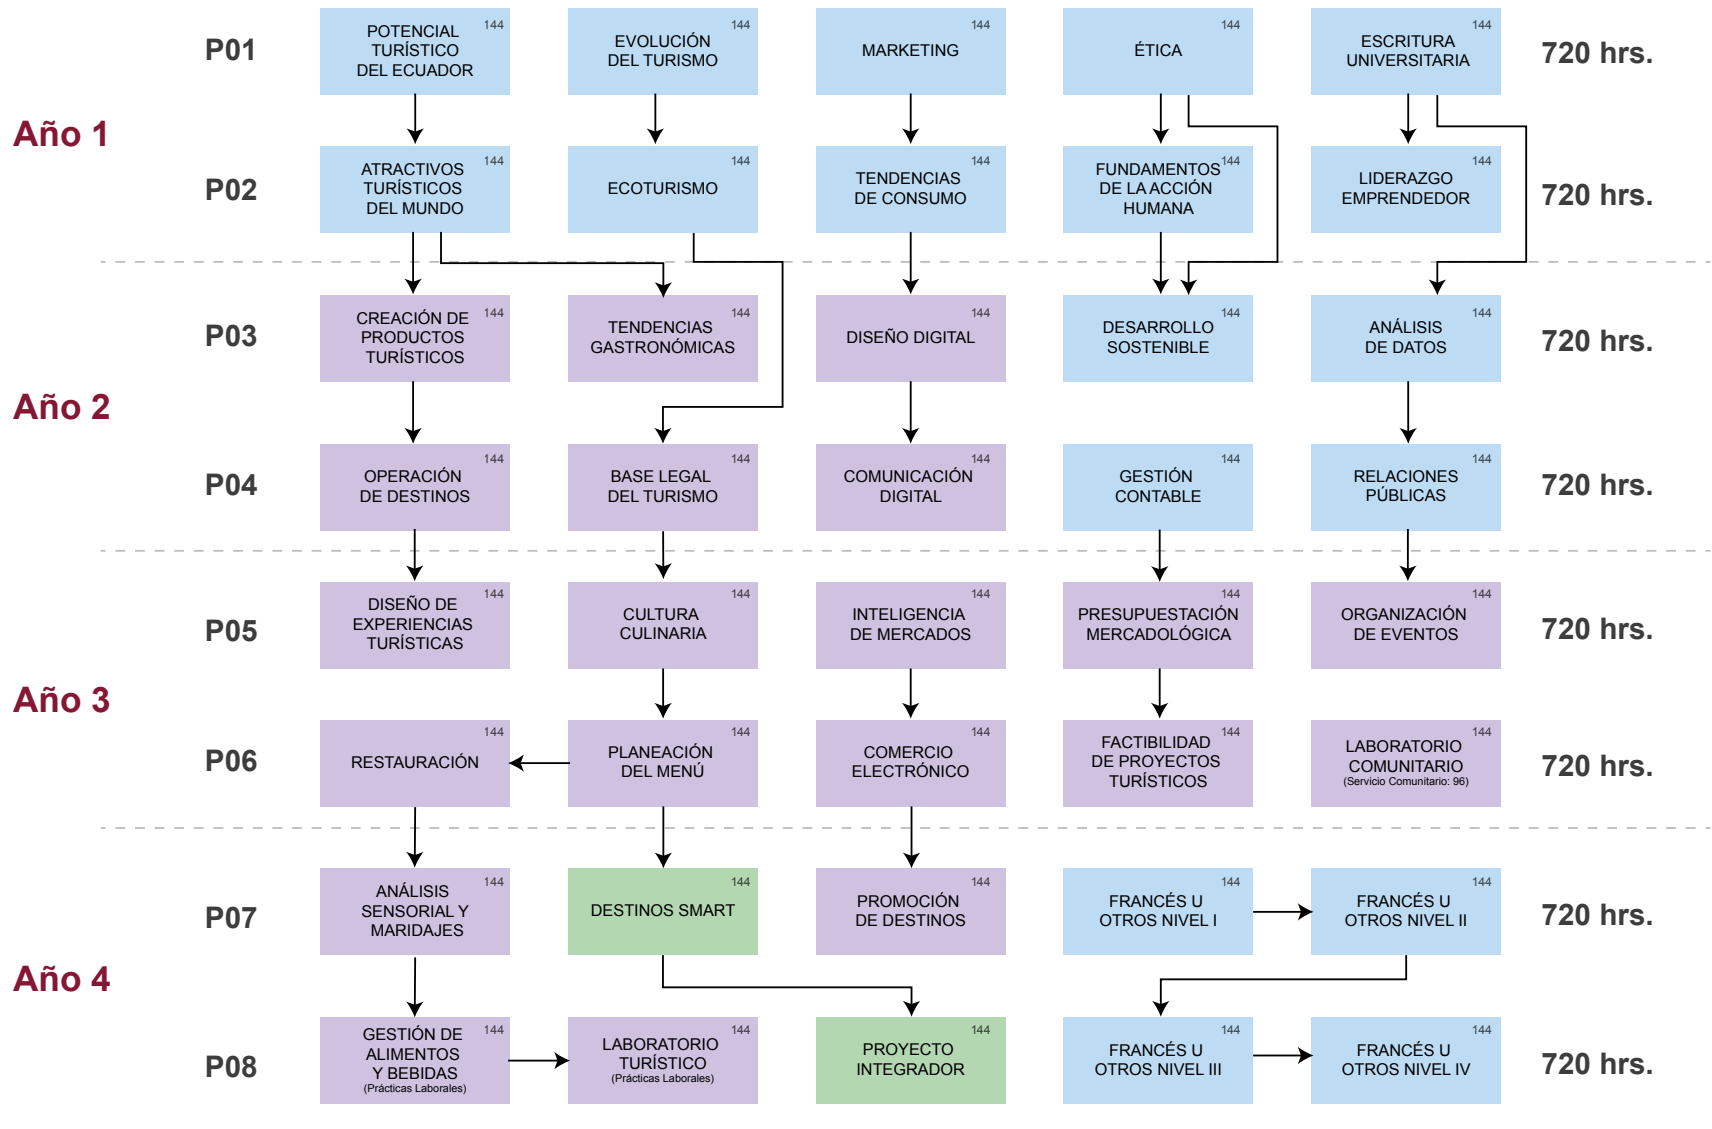 Año 1
P01
POTENCIAL
TURÍSTICO
DEL ECUADOR
144
EVOLUCIÓN
DEL TURISMO
144
MARKETING
144
ÉTICA
144
ESCRITURA
UNIVERSITARIA
144
720 hrs.
P02
ATRACTIVOS
TURÍSTICOS
DEL MUNDO
144
ECOTURISMO
144
TENDENCIAS
DE CONSUMO
144
FUNDAMENTOS
DE LA ACCIÓN
HUMANA
144
LIDERAZGO
EMPRENDEDOR
144
720 hrs.
Año 2
P03
CREACIÓN DE
PRODUCTOS
TURÍSTICOS
144
TENDENCIAS
GASTRONÓMICAS
144
DISEÑO DIGITAL
144
DESARROLLO
SOSTENIBLE
144
ANÁLISIS
DE DATOS
144
720 hrs.
P04
OPERACIÓN
DE DESTINOS
144
BASE LEGAL
DEL TURISMO
144
COMUNICACIÓN
DIGITAL
144
GESTIÓN
CONTABLE
144
RELACIONES
PÚBLICAS
144
720 hrs.
Año 3
P05
DISEÑO DE
EXPERIENCIAS
TURÍSTICAS
144
CULTURA
CULINARIA
144
INTELIGENCIA
DE MERCADOS
144
PRESUPUESTACIÓN
MERCADOLÓGICA
144
ORGANIZACIÓN
DE EVENTOS
144
720 hrs.
P06
RESTAURACIÓN
144
PLANEACIÓN
DEL MENÚ
144
COMERCIO
ELECTRÓNICO
144
FACTIBILIDAD
DE PROYECTOS
TURÍSTICOS
144
LABORATORIO
COMUNITARIO
(Servicio Comunitario: 96)
144
720 hrs.
Año 4
P07
ANÁLISIS
SENSORIAL Y
MARIDAJES
144
DESTINOS SMART
144
PROMOCIÓN
DE DESTINOS
144
FRANCÉS U
OTROS NIVEL I
144
FRANCÉS U
OTROS NIVEL II
144
720 hrs.
P08
GESTIÓN DE
ALIMENTOS
Y BEBIDAS
(Prácticas Laborales)
144
LABORATORIO
TURÍSTICO
(Prácticas Laborales)
144
PROYECTO
INTEGRADOR
144
FRANCÉS U
OTROS NIVEL III
144
FRANCÉS U
OTROS NIVEL IV
144
720 hrs.